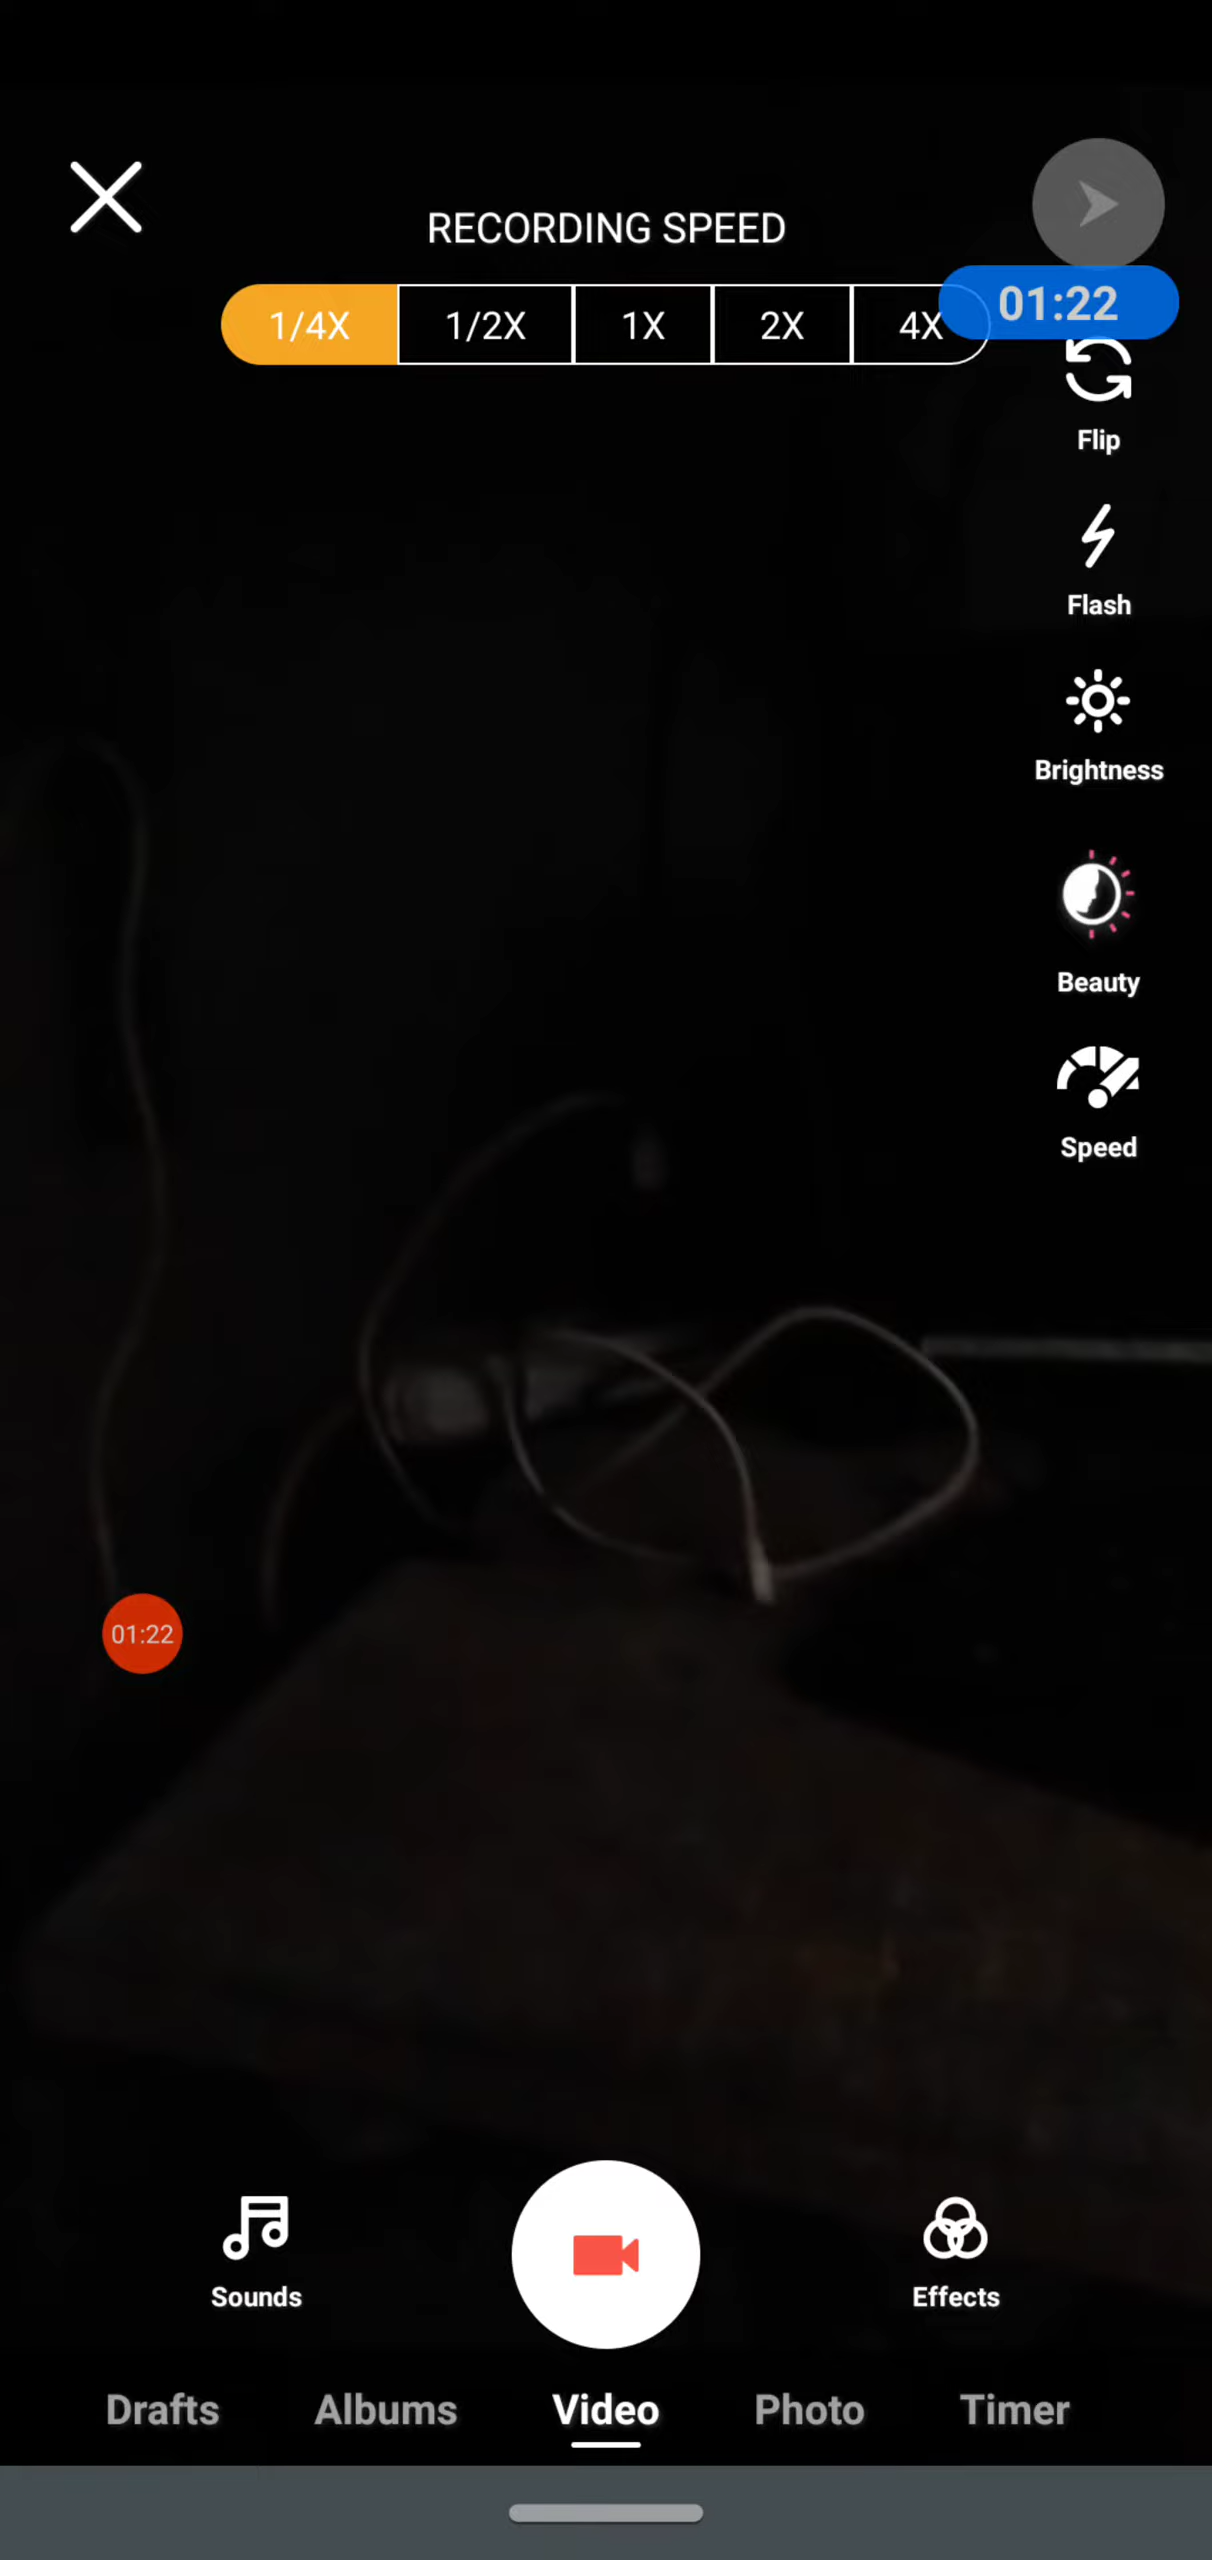 RECORDING SPEED
1/4X 1/2X 1X 2X 4X
01:22
Flip
Flash
Brightness
Beauty
Speed
01:22
Sounds
Effects
Drafts Albums Video Photo Timer